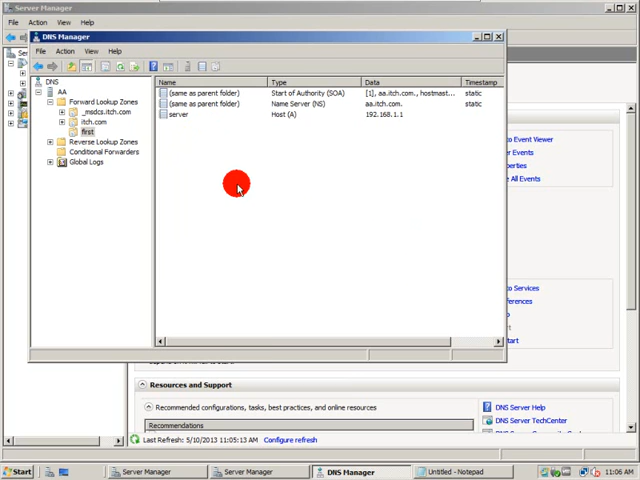 Server Manager
File Action View Help
DNS Manager
File Action View Help
DNS
AA
Forward Lookup Zones
_msdcs.itch.com
itch.com
first
Reverse Lookup Zones
Conditional Forwarders
Global Logs
Name Type Data Timestamp
(same as parent folder) Start of Authority (SOA) [1], aa.itch.com., hostmast... static
(same as parent folder) Name Server (NS) aa.itch.com. static
server Host (A) 192.168.1.1
to Event Viewer
Events
e All Events
to Services
ferences
tart
Resources and Support
Recommended configurations, tasks, best practices, and online resources
Recommendations
DNS Server Help
DNS Server TechCenter
Last Refresh: 5/10/2013 11:05:13 AM Configure refresh
Start Server Manager Server Manager DNS Manager Untitled - Notepad 11:06 AM